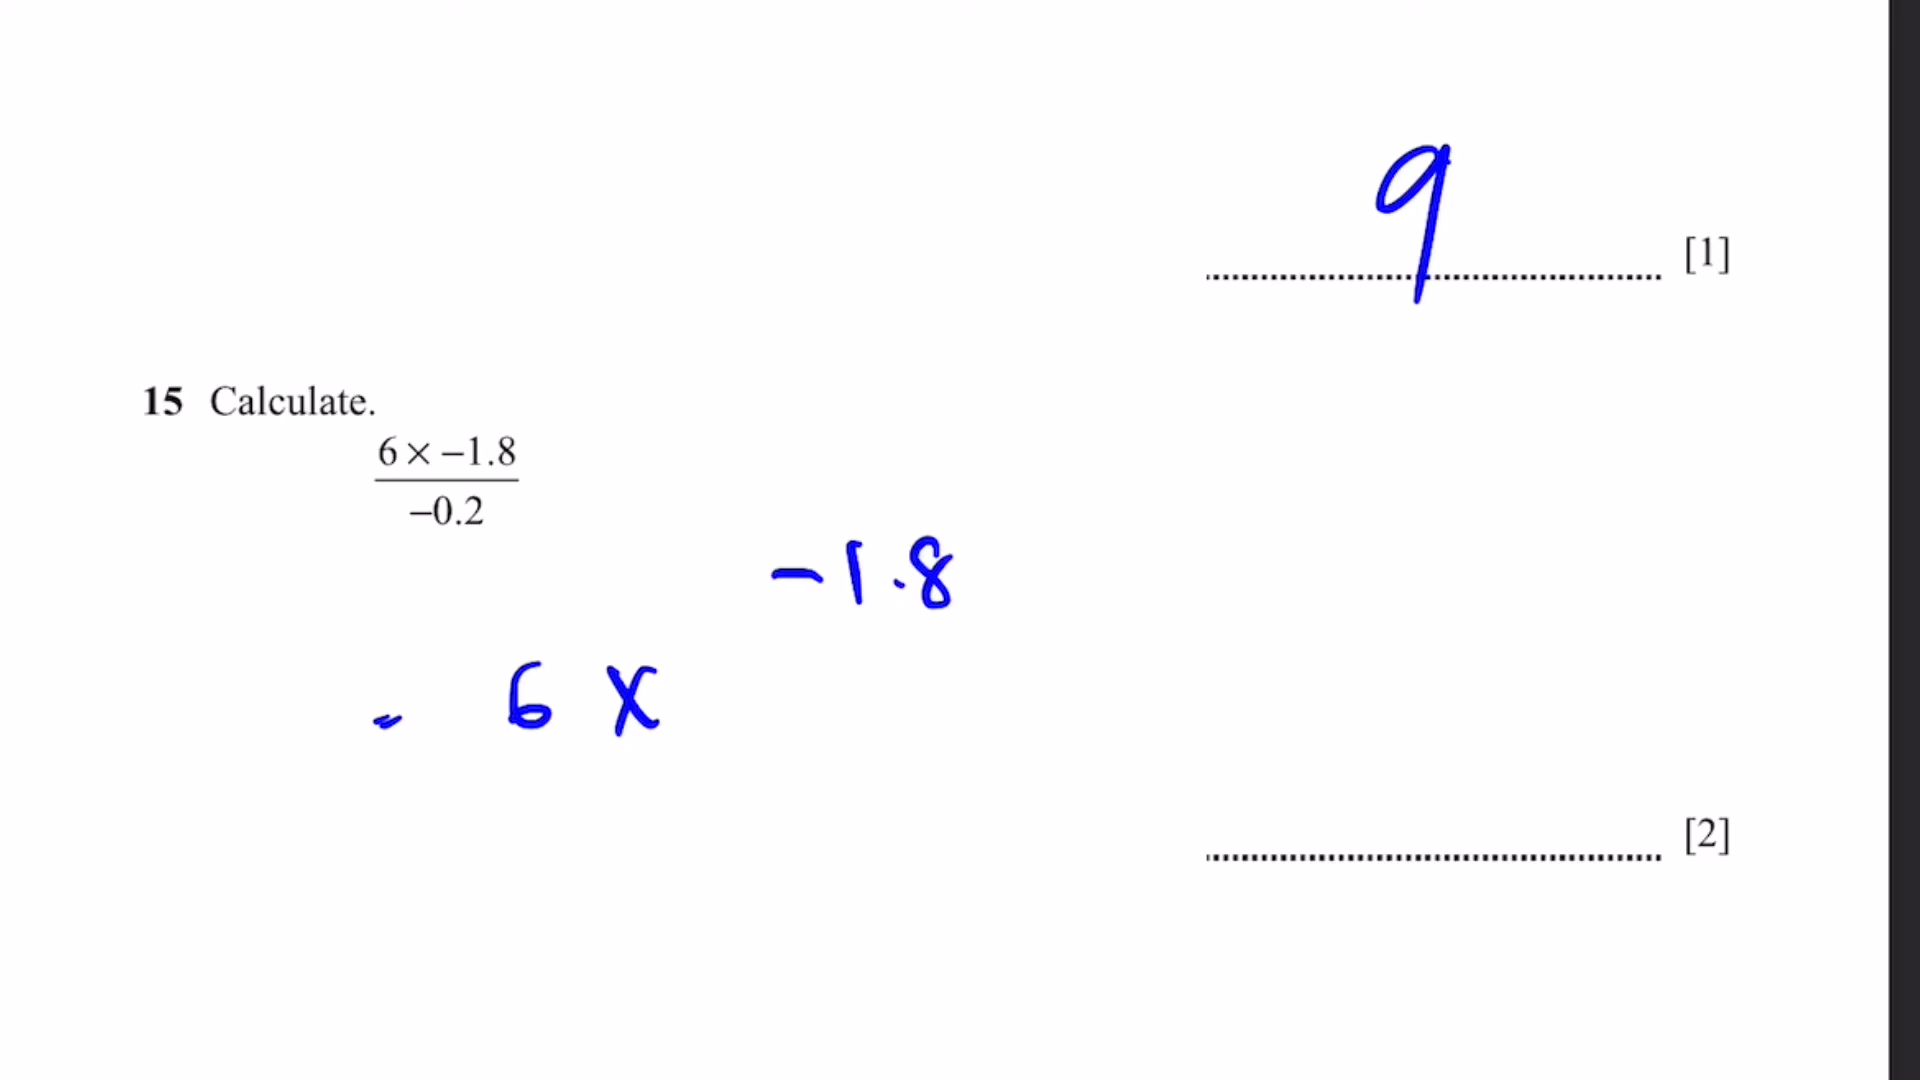 9
[1]
15 Calculate.
6 × −1.8
−0.2
−1.8
= 6 ×
[2]